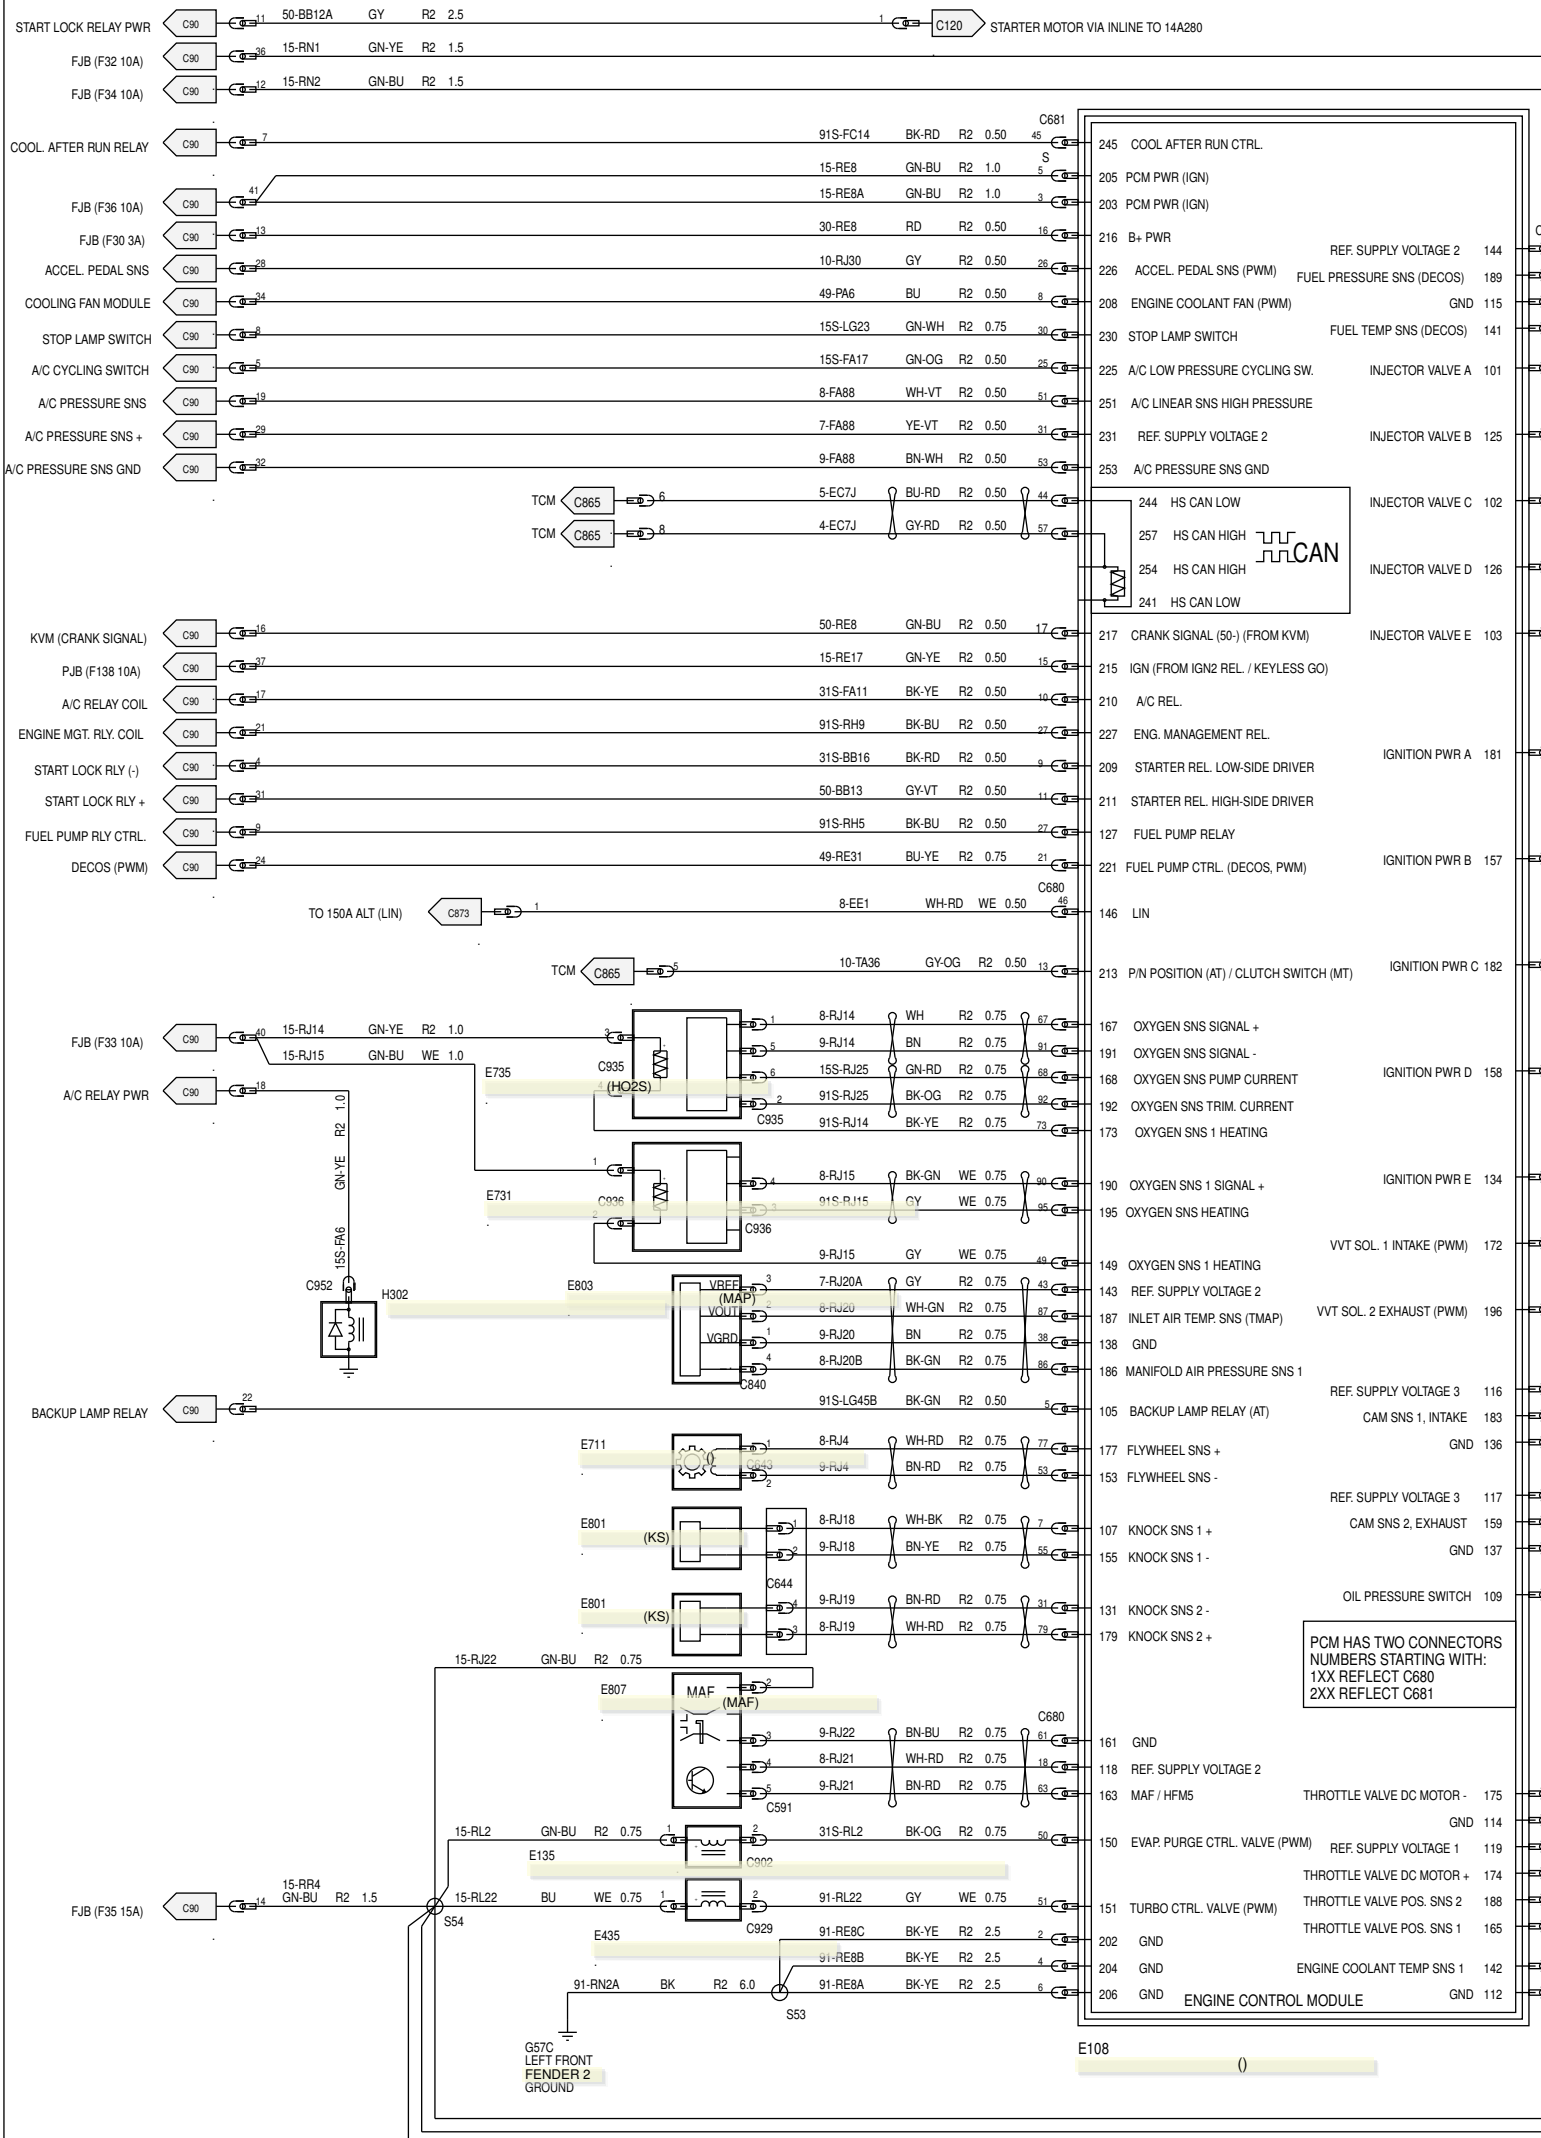 START LOCK RELAY PWR C90 11 50-BB12A GY R2 2.5 1 C120 STARTER MOTOR VIA INLINE TO 14A280
FJB (F32 10A) C90 36 15-RN1 GN-YE R2 1.5
FJB (F34 10A) C90 12 15-RN2 GN-BU R2 1.5
C681
COOL. AFTER RUN RELAY C90 7 91S-FC14 BK-RD R2 0.50 45 245 COOL AFTER RUN CTRL.
S
15-RE8 GN-BU R2 1.0 5 205 PCM PWR (IGN)
FJB (F36 10A) C90 41 15-RE8A GN-BU R2 1.0 3 203 PCM PWR (IGN)
FJB (F30 3A) C90 13 30-RE8 RD R2 0.50 16 216 B+ PWR
REF. SUPPLY VOLTAGE 2 144
ACCEL. PEDAL SNS C90 28 10-RJ30 GY R2 0.50 26 226 ACCEL. PEDAL SNS (PWM)
FUEL PRESSURE SNS (DECOS) 189
COOLING FAN MODULE C90 34 49-PA6 BU R2 0.50 8 208 ENGINE COOLANT FAN (PWM) GND 115
STOP LAMP SWITCH C90 8 15S-LG23 GN-WH R2 0.75 30 230 STOP LAMP SWITCH FUEL TEMP SNS (DECOS) 141
A/C CYCLING SWITCH C90 5 15S-FA17 GN-OG R2 0.50 25 225 A/C LOW PRESSURE CYCLING SW. INJECTOR VALVE A 101
A/C PRESSURE SNS C90 19 8-FA88 WH-VT R2 0.50 51 251 A/C LINEAR SNS HIGH PRESSURE
A/C PRESSURE SNS + C90 29 7-FA88 YE-VT R2 0.50 31 231 REF. SUPPLY VOLTAGE 2 INJECTOR VALVE B 125
A/C PRESSURE SNS GND C90 32 9-FA88 BN-WH R2 0.50 53 253 A/C PRESSURE SNS GND
TCM C865 6 5-EC7J BU-RD R2 0.50 44 244 HS CAN LOW INJECTOR VALVE C 102
TCM C865 8 4-EC7J GY-RD R2 0.50 57 257 HS CAN HIGH
CAN
254 HS CAN HIGH INJECTOR VALVE D 126
241 HS CAN LOW
KVM (CRANK SIGNAL) C90 16 50-RE8 GN-BU R2 0.50 17 217 CRANK SIGNAL (50-) (FROM KVM) INJECTOR VALVE E 103
PJB (F138 10A) C90 37 15-RE17 GN-YE R2 0.50 15 215 IGN (FROM IGN2 REL. / KEYLESS GO)
A/C RELAY COIL C90 17 31S-FA11 BK-YE R2 0.50 10 210 A/C REL.
ENGINE MGT. RLY. COIL C90 21 91S-RH9 BK-BU R2 0.50 27 227 ENG. MANAGEMENT REL.
IGNITION PWR A 181
START LOCK RLY (-) C90 4 31S-BB16 BK-RD R2 0.50 9 209 STARTER REL. LOW-SIDE DRIVER
START LOCK RLY + C90 31 50-BB13 GY-VT R2 0.50 11 211 STARTER REL. HIGH-SIDE DRIVER
FUEL PUMP RLY CTRL. C90 9 91S-RH5 BK-BU R2 0.50 27 127 FUEL PUMP RELAY
DECOS (PWM) C90 24 49-RE31 BU-YE R2 0.75 21 221 FUEL PUMP CTRL. (DECOS, PWM) IGNITION PWR B 157
C680
TO 150A ALT (LIN) C873 1 8-EE1 WH-RD WE 0.50 46 146 LIN
TCM C865 5 10-TA36 GY-OG R2 0.50 13 213 P/N POSITION (AT) / CLUTCH SWITCH (MT) IGNITION PWR C 182
1 8-RJ14 WH R2 0.75 67 167 OXYGEN SNS SIGNAL +
FJB (F33 10A) C90 40 15-RJ14 GN-YE R2 1.0 3
15-RJ15 GN-BU WE 1.0 C935 5 9-RJ14 BN R2 0.75 91 191 OXYGEN SNS SIGNAL -
E735 6 15S-RJ25 GN-RD R2 0.75 68 168 OXYGEN SNS PUMP CURRENT IGNITION PWR D 158
A/C RELAY PWR C90 18 4 (HO2S)
2 91S-RJ25 BK-OG R2 0.75 92 192 OXYGEN SNS TRIM. CURRENT
C935 91S-RJ14 BK-YE R2 0.75 73 173 OXYGEN SNS 1 HEATING
15S-FA6 GN-YE R2 1.0
1
4 8-RJ15 BK-GN WE 0.75 90 190 OXYGEN SNS 1 SIGNAL + IGNITION PWR E 134
E731 C936 3 91S-RJ15 GY WE 0.75 95 195 OXYGEN SNS HEATING
2 C936
VVT SOL. 1 INTAKE (PWM) 172
9-RJ15 GY WE 0.75 49 149 OXYGEN SNS 1 HEATING
C952 H302
E803 VREF 3 7-RJ20A GY R2 0.75 43 143 REF. SUPPLY VOLTAGE 2
(MAP)
VOUT 2 8-RJ20 WH-GN R2 0.75 87 187 INLET AIR TEMP. SNS (TMAP) VVT SOL. 2 EXHAUST (PWM) 196
VGRD 1 9-RJ20 BN R2 0.75 38 138 GND
4 8-RJ20B BK-GN R2 0.75 86 186 MANIFOLD AIR PRESSURE SNS 1
C840
REF. SUPPLY VOLTAGE 3 116
BACKUP LAMP RELAY C90 22 91S-LG45B BK-GN R2 0.50 5 105 BACKUP LAMP RELAY (AT)
CAM SNS 1, INTAKE 183
E711 1 8-RJ4 WH-RD R2 0.75 77 177 FLYWHEEL SNS + GND 136
() C643
2 9-RJ4 BN-RD R2 0.75 53 153 FLYWHEEL SNS -
REF. SUPPLY VOLTAGE 3 117
E801 1 8-RJ18 WH-BK R2 0.75 7 107 KNOCK SNS 1 + CAM SNS 2, EXHAUST 159
(KS)
2 9-RJ18 BN-YE R2 0.75 55 155 KNOCK SNS 1 - GND 137
C644
OIL PRESSURE SWITCH 109
E801 4 9-RJ19 BN-RD R2 0.75 31 131 KNOCK SNS 2 -
(KS)
3 8-RJ19 WH-RD R2 0.75 79 179 KNOCK SNS 2 +
PCM HAS TWO CONNECTORS
NUMBERS STARTING WITH:
1XX REFLECT C680
2XX REFLECT C681
15-RJ22 GN-BU R2 0.75
2
E807 MAF (MAF)
C680
3 9-RJ22 BN-BU R2 0.75 61 161 GND
4 8-RJ21 WH-RD R2 0.75 18 118 REF. SUPPLY VOLTAGE 2
5 9-RJ21 BN-RD R2 0.75 63 163 MAF / HFM5 THROTTLE VALVE DC MOTOR - 175
C591
GND 114
15-RL2 GN-BU R2 0.75 1 2 31S-RL2 BK-OG R2 0.75 50 150 EVAP. PURGE CTRL. VALVE (PWM) REF. SUPPLY VOLTAGE 1 119
E135 C902
THROTTLE VALVE DC MOTOR + 174
15-RR4
FJB (F35 15A) C90 14 GN-BU R2 1.5 15-RL22 BU WE 0.75 1 2 91-RL22 GY WE 0.75 51 151 TURBO CTRL. VALVE (PWM) THROTTLE VALVE POS. SNS 2 188
S54 C929
THROTTLE VALVE POS. SNS 1 165
E435 91-RE8C BK-YE R2 2.5 2 202 GND
91-RE8B BK-YE R2 2.5 4 204 GND ENGINE COOLANT TEMP SNS 1 142
91-RN2A BK R2 6.0 91-RE8A BK-YE R2 2.5 6 206 GND GND 112
ENGINE CONTROL MODULE
S53
G57C
LEFT FRONT
FENDER 2
GROUND
E108
()